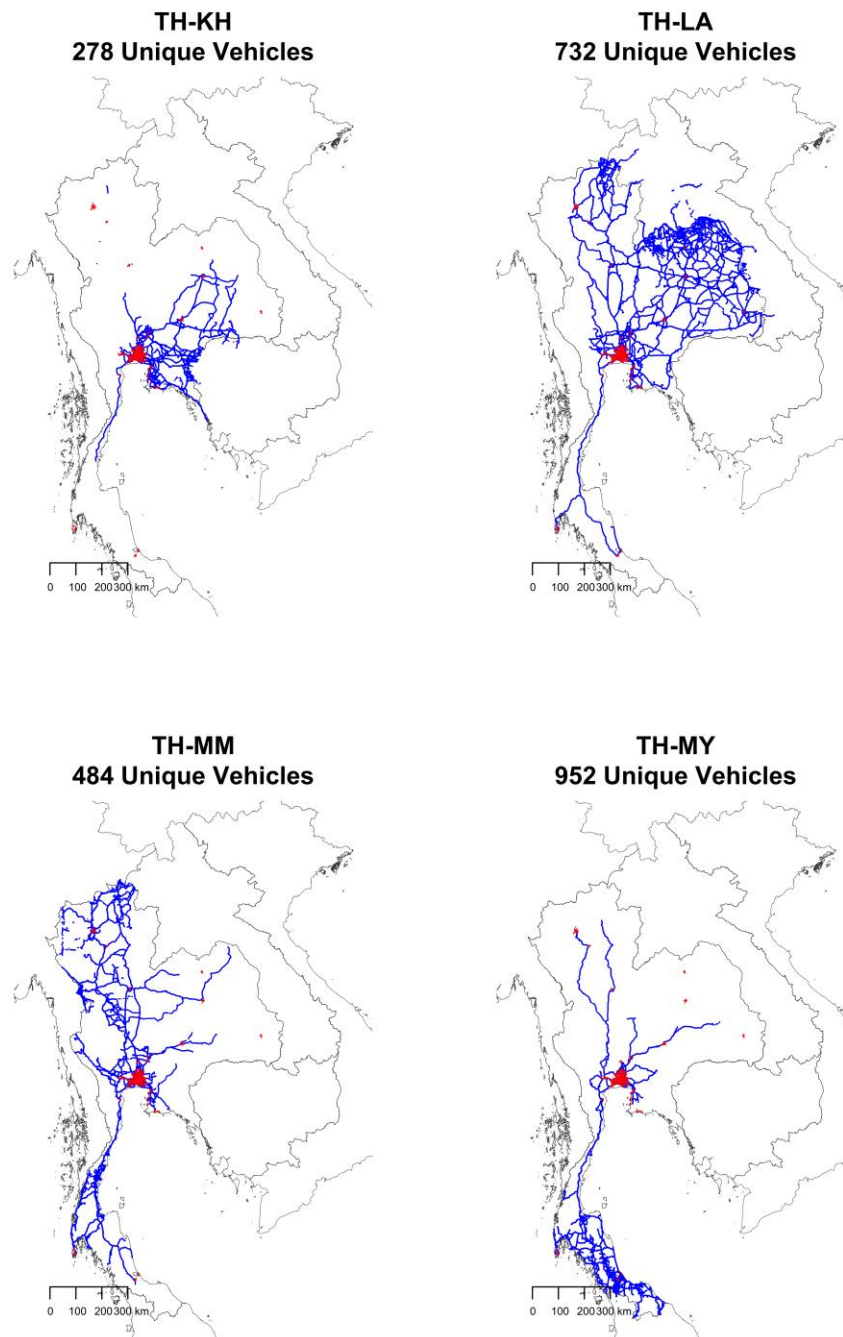 TH-KH
278 Unique Vehicles
0 100 200 300 km
TH-LA
732 Unique Vehicles
0 100 200 300 km
TH-MM
484 Unique Vehicles
0 100 200 300 km
TH-MY
952 Unique Vehicles
0 100 200 300 km